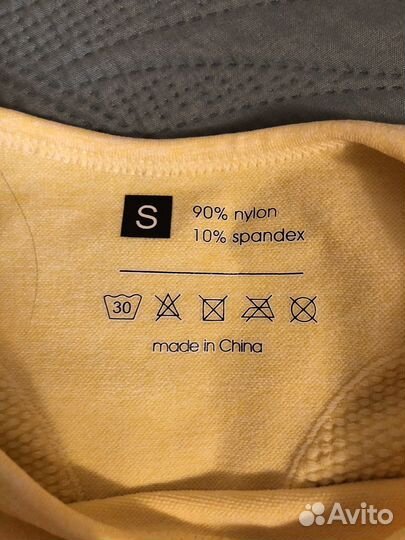 S
90% nylon
10% spandex
30
made in China
Avito